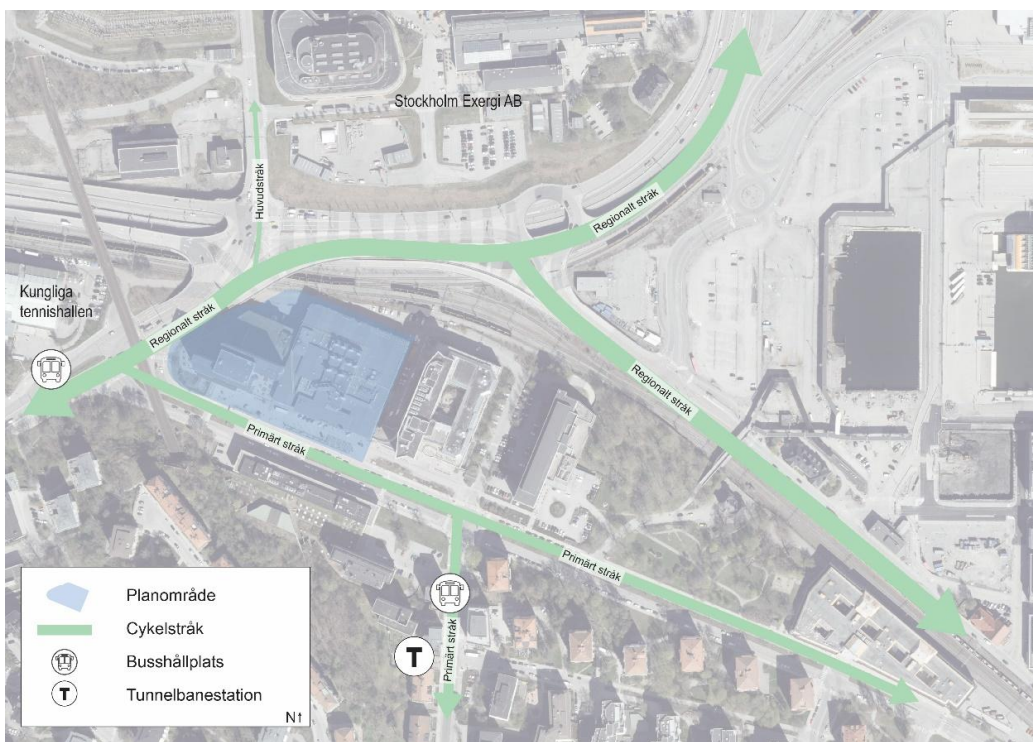 Stockholm Exergi AB
Huvudstråk
Regionalt stråk
Kungliga
tennishallen
Regionalt stråk
Regionalt stråk
Primärt stråk
Primärt stråk
Primärt stråk
T
Planområde
Cykelstråk
Busshållplats
T
Tunnelbanestation
N↑